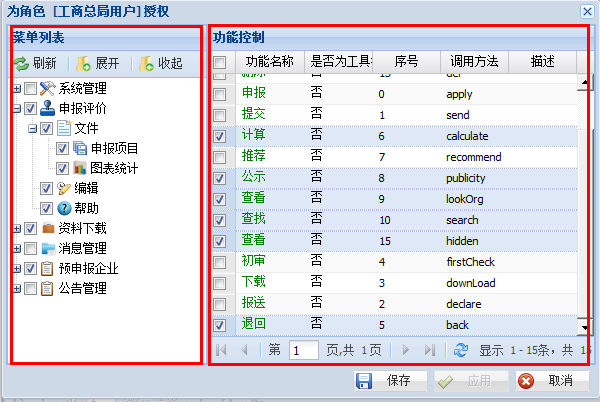 为角色 [工商总局用户]授权
菜单列表
刷新 展开 收起
系统管理
申报评价
文件
申报项目
图表统计
编辑
帮助
资料下载
消息管理
预申报企业
公告管理
功能控制
功能名称 是否为工具 序号 调用方法 描述
否 13 del
申报 否 0 apply
提交 否 1 send
计算 否 6 calculate
推荐 否 7 recommend
公示 否 8 publicity
查看 否 9 lookOrg
查找 否 10 search
查看 否 15 hidden
初审 否 4 firstCheck
下载 否 3 downLoad
报送 否 2 declare
退回 否 5 back
第 1 页,共 1页 显示 1 - 15条，共 15
保存 应用 取消